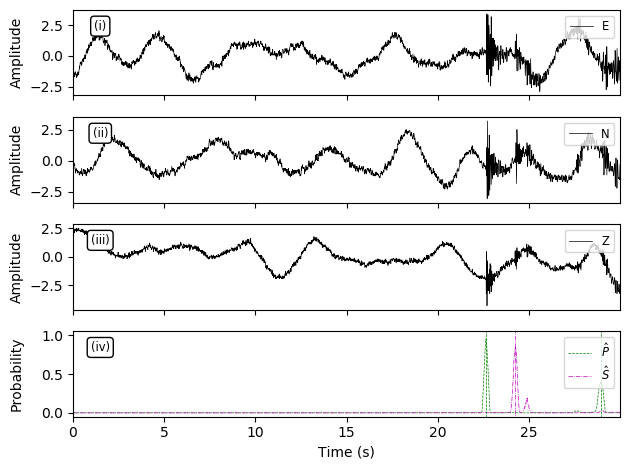 (i)
E
Amplitude
2.5
0.0
−2.5
(ii)
N
Amplitude
2.5
0.0
−2.5
(iii)
Z
Amplitude
2.5
0.0
−2.5
(iv)
P̂
Ŝ
Probability
1.0
0.5
0.0
0 5 10 15 20 25
Time (s)